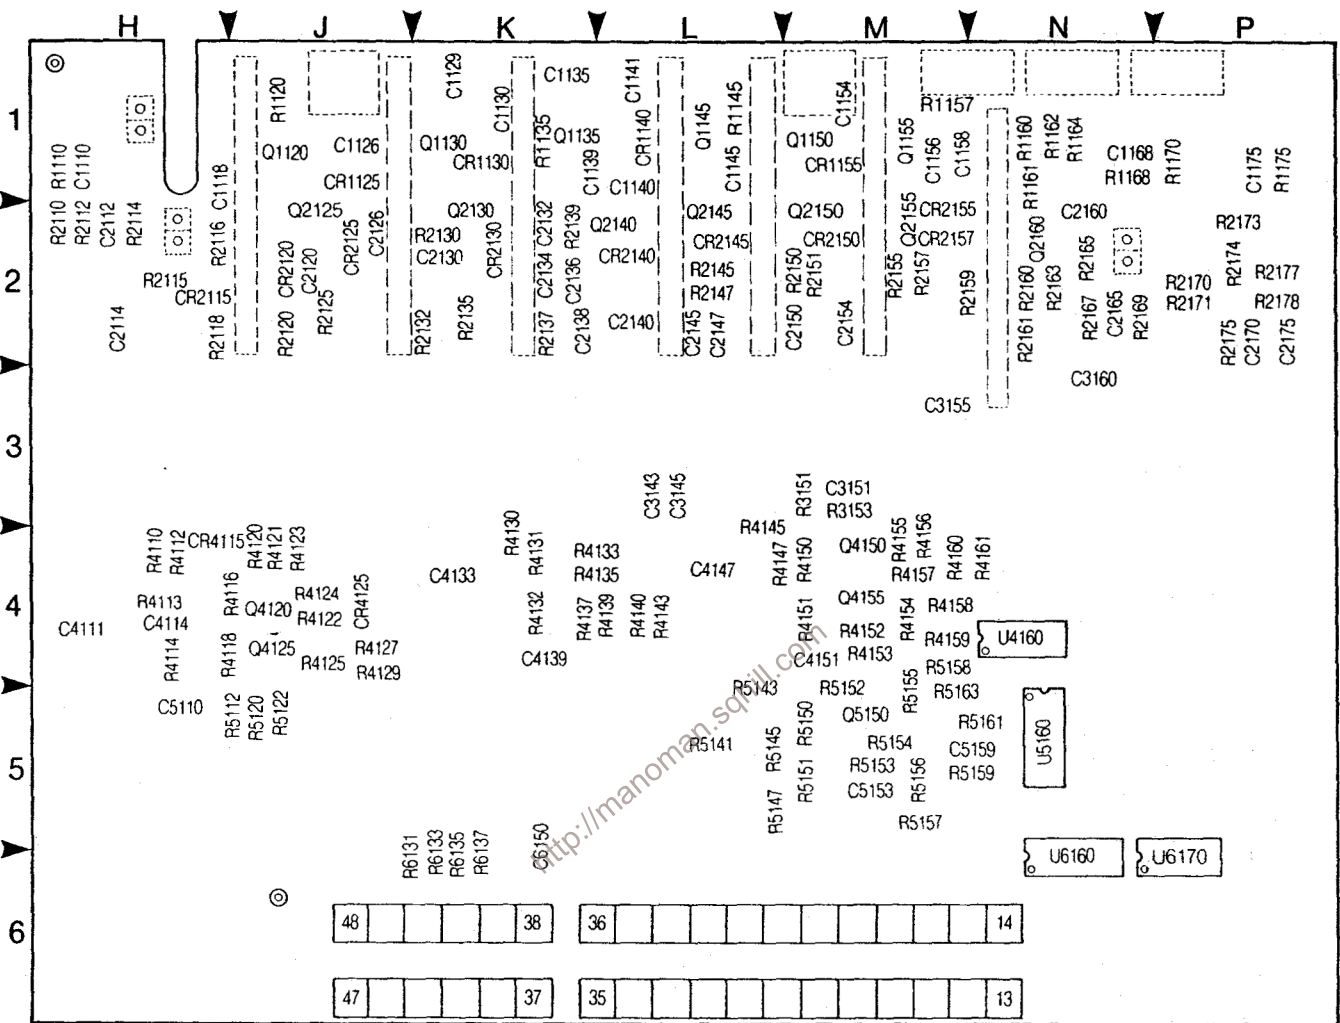 H J K L M N P
1
R1120
C1129
C1130
C1135
C1141
CR1140
Q1145
R1145
C1154
R1157
Q1120
C1126
Q1130
CR1130
R1135
Q1135
C1139
C1140
C1145
Q1150
CR1155
Q1155
C1156
C1158
R1160
R1162
R1164
R1161
C1168
R1168
R1170
C1175
R1175
R1110
C1110
C1118
CR1125
2
R2110
R2112
C2112
R2114
R2116
Q2125
CR2125
C2126
Q2130
R2130
C2130
CR2130
C2132
R2139
Q2140
Q2145
CR2145
Q2150
CR2150
Q2155
CR2155
CR2157
Q2160
C2160
R2165
R2173
R2174
R2115
CR2115
CR2120
C2120
R2125
C2134
C2136
CR2140
R2145
R2147
R2150
R2151
R2155
R2157
R2159
R2160
R2163
R2170
R2171
R2177
R2178
C2114
R2118
R2120
R2132
R2135
R2137
C2138
C2140
C2145
C2147
C2150
C2154
R2161
R2167
C2165
R2169
R2175
C2170
C2175
C3160
C3155
3
C3143
C3145
R3151
C3151
R3153
R4110
R4112
CR4115
R4120
R4121
R4123
R4130
R4131
R4133
R4135
R4145
R4147
R4150
Q4150
R4155
R4156
R4157
R4160
R4161
C4133
C4147
4
R4113
C4111
C4114
R4114
R4116
R4118
Q4120
Q4125
R4124
R4122
CR4125
R4125
R4127
R4129
R4132
R4137
R4139
R4140
R4143
C4139
R4151
Q4155
R4152
R4153
C4151
R4154
R4158
R4159
U4160
R5158
C5110
R5112
R5120
R5122
R5143
R5152
R5155
R5163
5
R5141
R5145
R5150
Q5150
R5154
R5161
C5159
R5159
U5160
R5151
R5153
C5153
R5156
R5147
R5157
R6131
R6133
R6135
R6137
C6150
U6160
U6170
http://manoman.sqhill.com
6
48 38 36 14
47 37 35 13